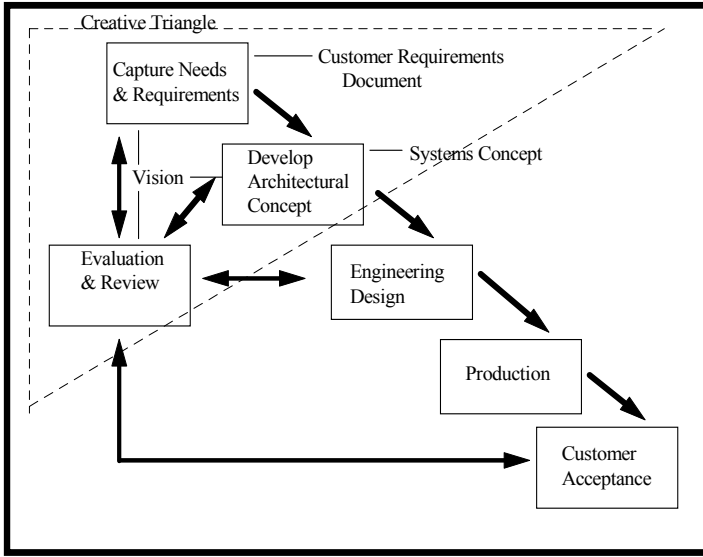 Creative Triangle
Capture Needs
& Requirements
Customer Requirements
Document
Vision
Develop
Architectural
Concept
Systems Concept
Evaluation
& Review
Engineering
Design
Production
Customer
Acceptance